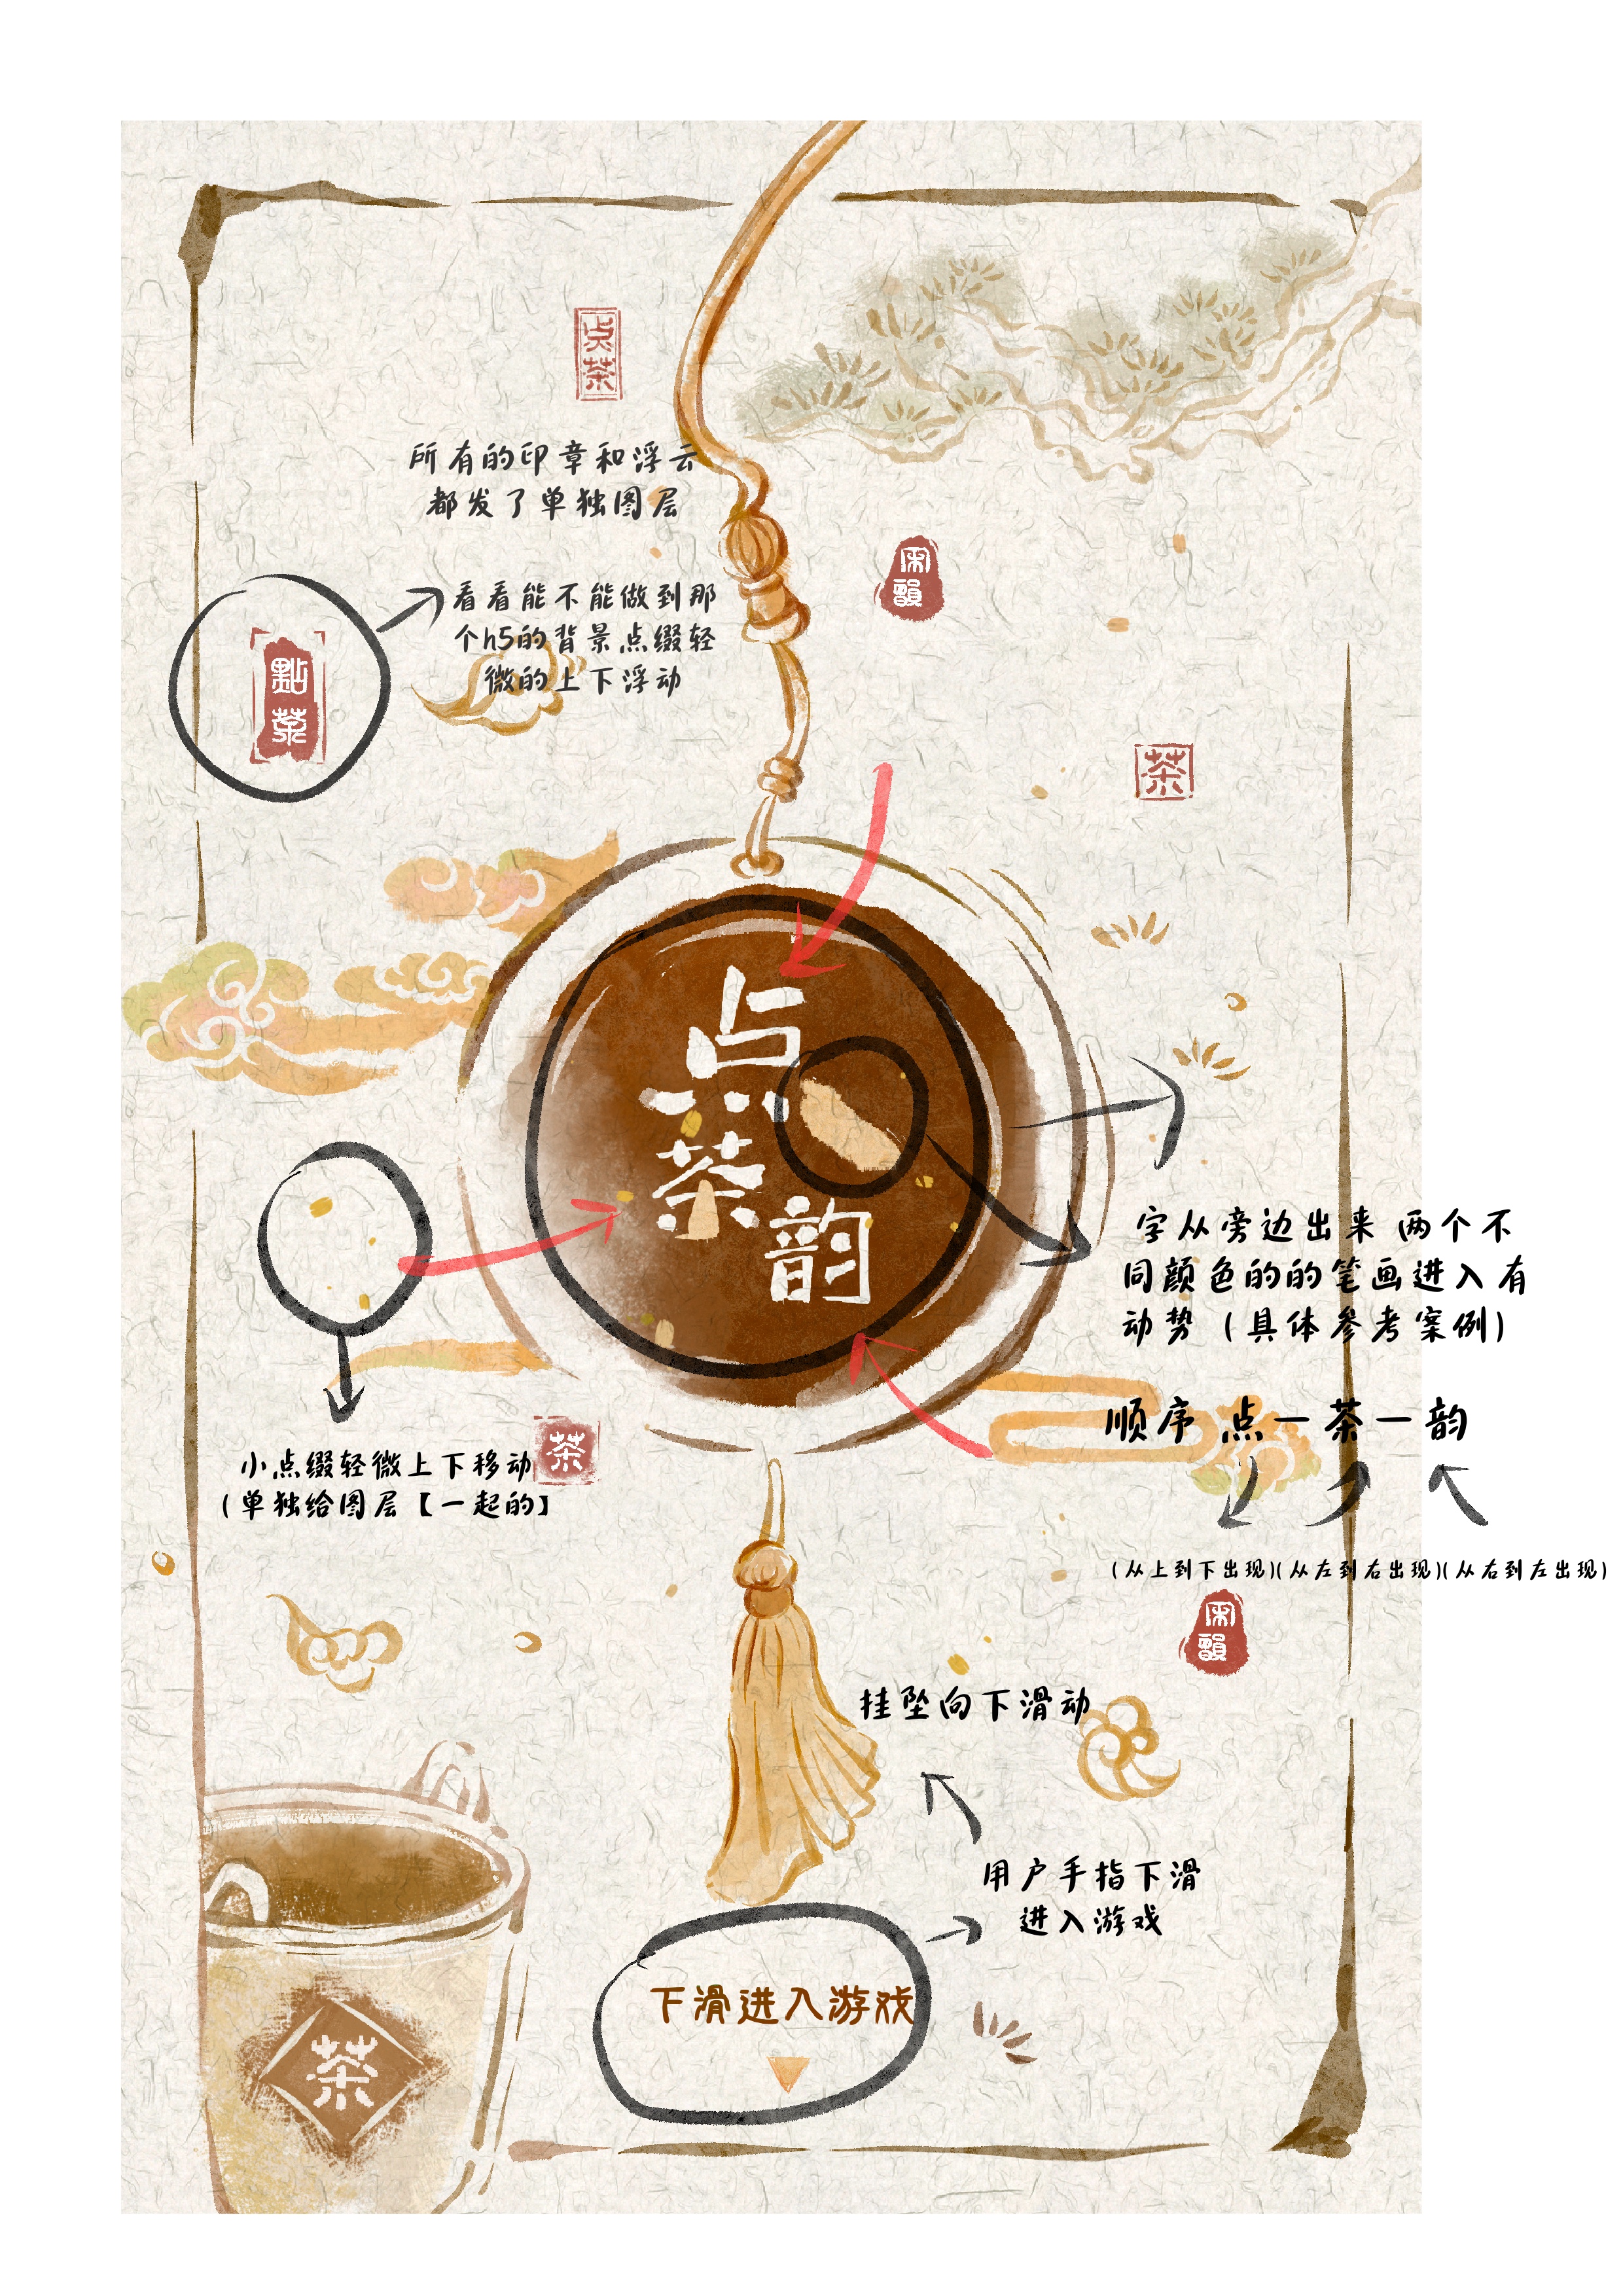 点茶
所有的印章和浮云
都发了单独图层
闲韻
看看能不能做到那
个h5的背景点缀轻
微的上下浮动
點茶
茶
点
茶
韵
字从旁边出来 两个不
同颜色的的笔画进入有
动势 (具体参考案例)
顺序 点一茶一韵
小点缀轻微上下移动
(单独给图层【一起的】
茶
(从上到下出现)(从左到右出现)(从右到左出现)
闲韻
挂坠向下滑动
用户手指下滑
进入游戏
下滑进入游戏
茶